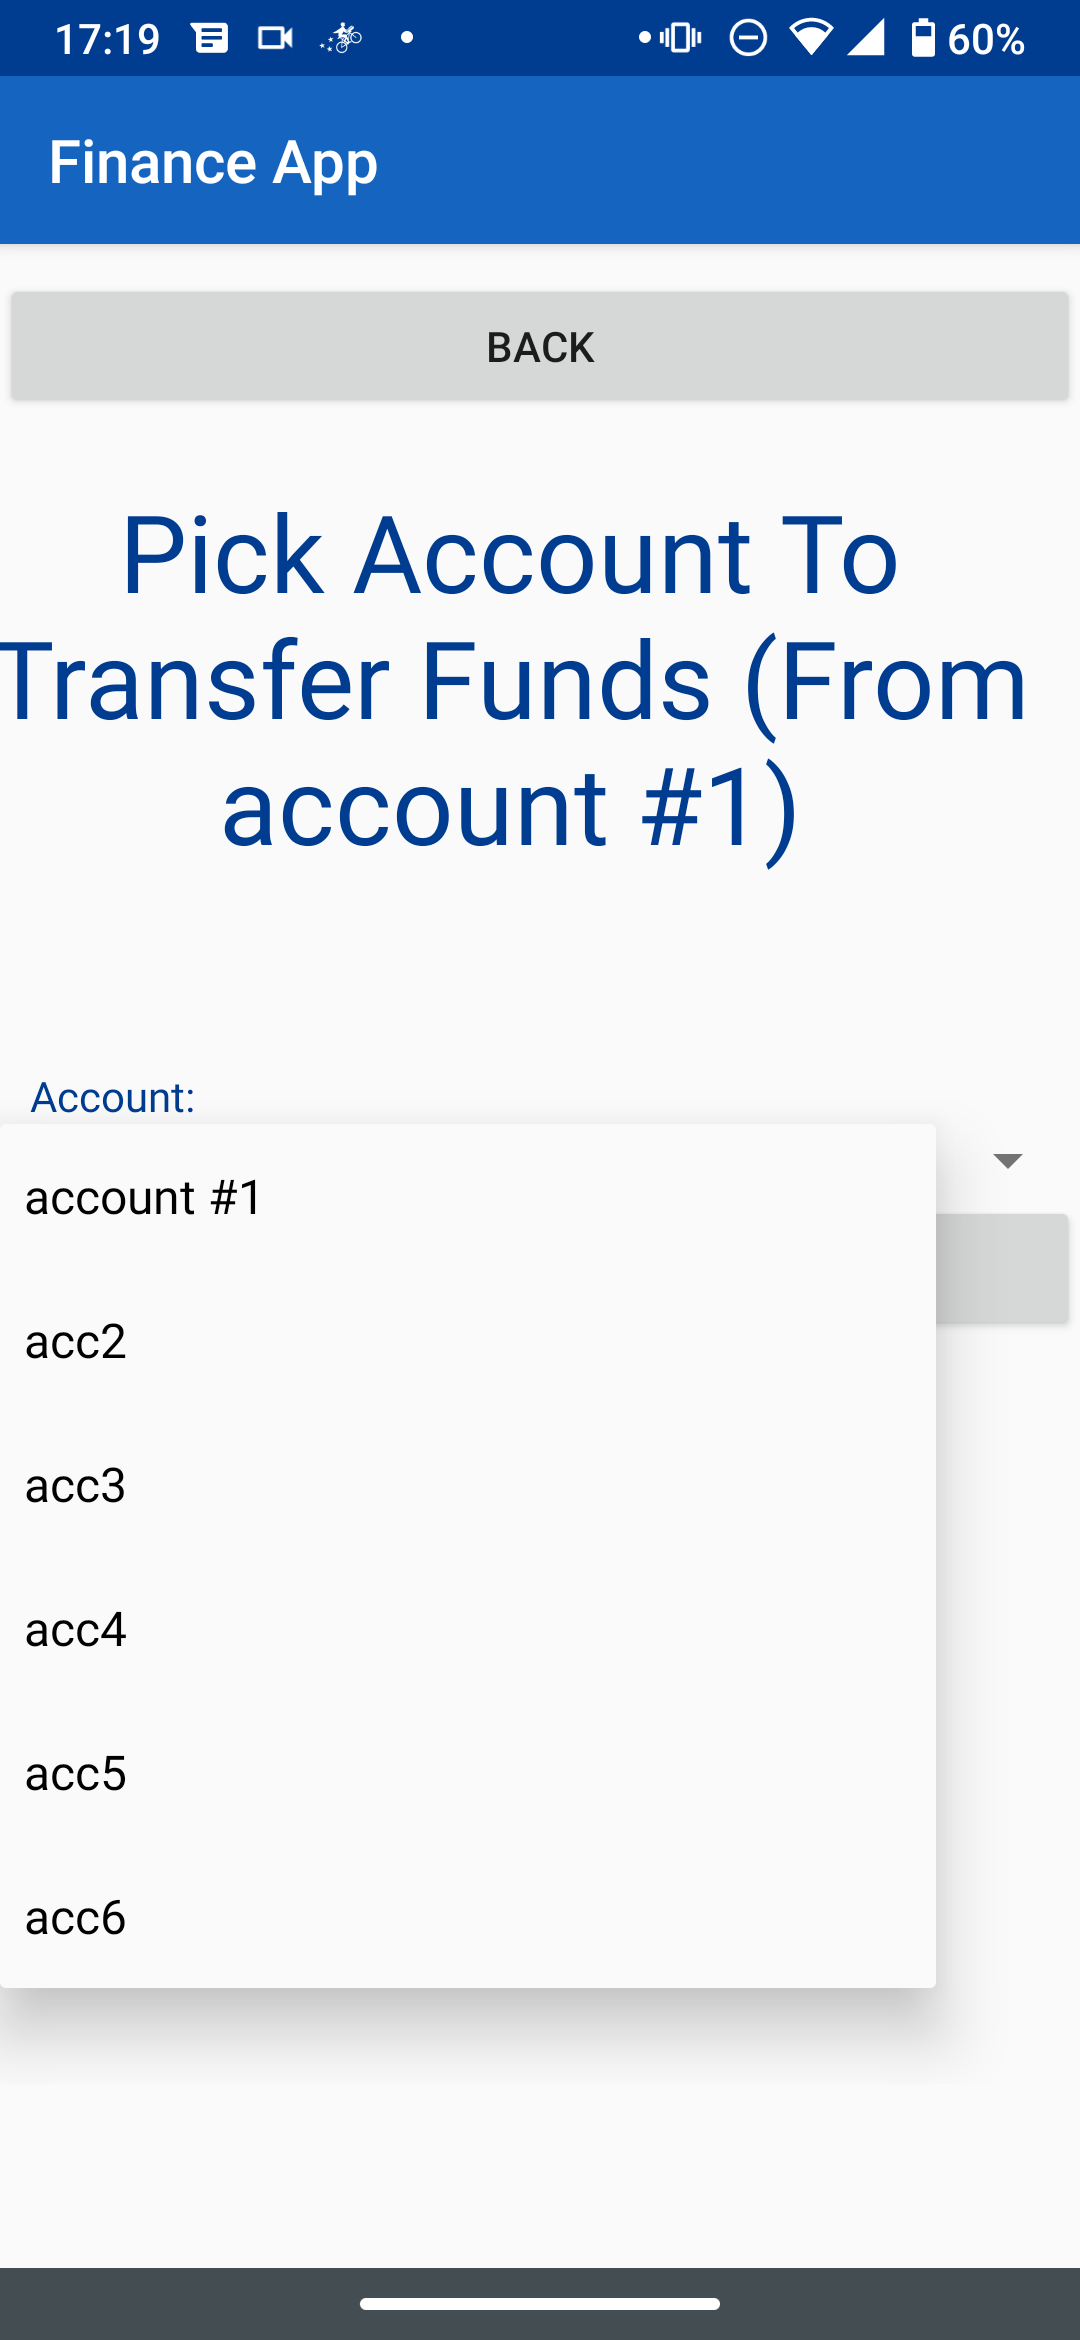 17:19
60%
Finance App
BACK
Pick Account To
Transfer Funds (From
account #1)
Account:
account #1
acc2
acc3
acc4
acc5
acc6